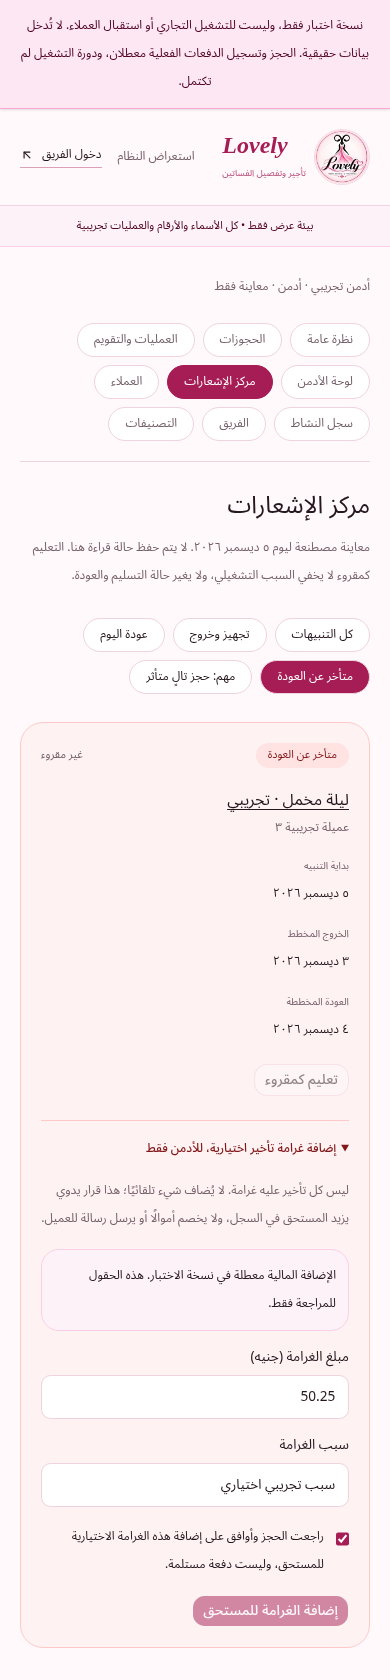 نسخة اختبار فقط، وليست للتشغيل التجاري أو استقبال العملاء. لا تُدخل
بيانات حقيقية. الحجز وتسجيل الدفعات الفعلية معطلان، ودورة التشغيل لم
تكتمل.
Lovely
Lovely
تأجير وتفصيل الفساتين
استعراض النظام
دخول الفريق
بيئة عرض فقط • كل الأسماء والأرقام والعمليات تجريبية
أدمن تجريبي · أدمن · معاينة فقط
نظرة عامة
الحجوزات
العمليات والتقويم
لوحة الأدمن
مركز الإشعارات
العملاء
سجل النشاط
الفريق
التصنيفات
مركز الإشعارات
معاينة مصطنعة ليوم ٥ ديسمبر ٢٠٢٦. لا يتم حفظ حالة قراءة هنا. التعليم
كمقروء لا يخفي السبب التشغيلي، ولا يغير حالة التسليم والعودة.
كل التنبيهات
تجهيز وخروج
عودة اليوم
متأخر عن العودة
مهم: حجز تالٍ متأثر
متأخر عن العودة
غير مقروء
ليلة مخمل · تجريبي
عميلة تجريبية ٣
بداية التنبيه
٥ ديسمبر ٢٠٢٦
الخروج المخطط
٣ ديسمبر ٢٠٢٦
العودة المخططة
٤ ديسمبر ٢٠٢٦
تعليم كمقروء
▼ إضافة غرامة تأخير اختيارية، للأدمن فقط
ليس كل تأخير عليه غرامة. لا يُضاف شيء تلقائيًا؛ هذا قرار يدوي
يزيد المستحق في السجل، ولا يخصم أموالًا أو يرسل رسالة للعميل.
الإضافة المالية معطلة في نسخة الاختبار. هذه الحقول
للمراجعة فقط.
مبلغ الغرامة (جنيه)
50.25
سبب الغرامة
سبب تجريبي اختياري
راجعت الحجز وأوافق على إضافة هذه الغرامة الاختيارية
للمستحق، وليست دفعة مستلمة.
إضافة الغرامة للمستحق